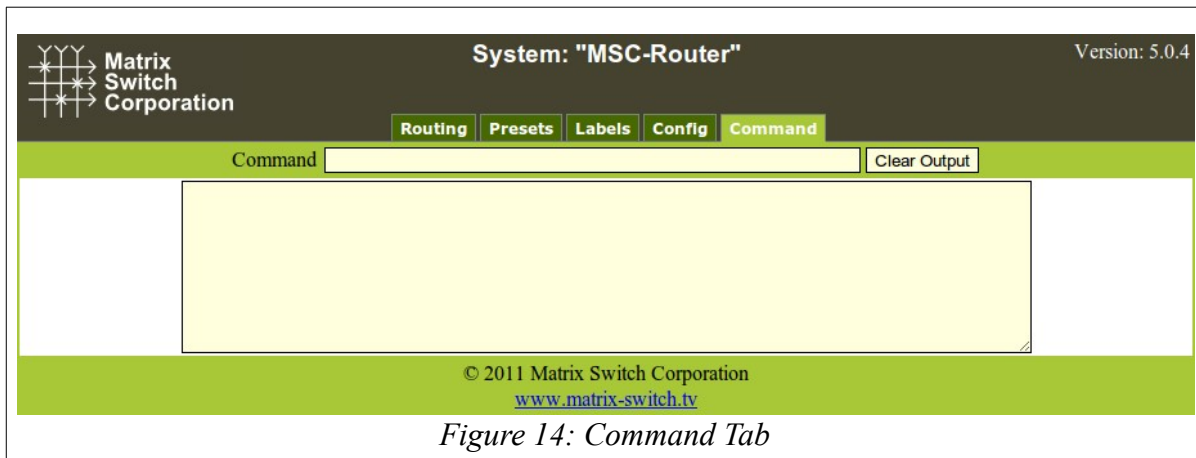 Matrix
Switch
Corporation
System: "MSC-Router"
Version: 5.0.4
Routing Presets Labels Config Command
Command Clear Output
© 2011 Matrix Switch Corporation
www.matrix-switch.tv
Figure 14: Command Tab